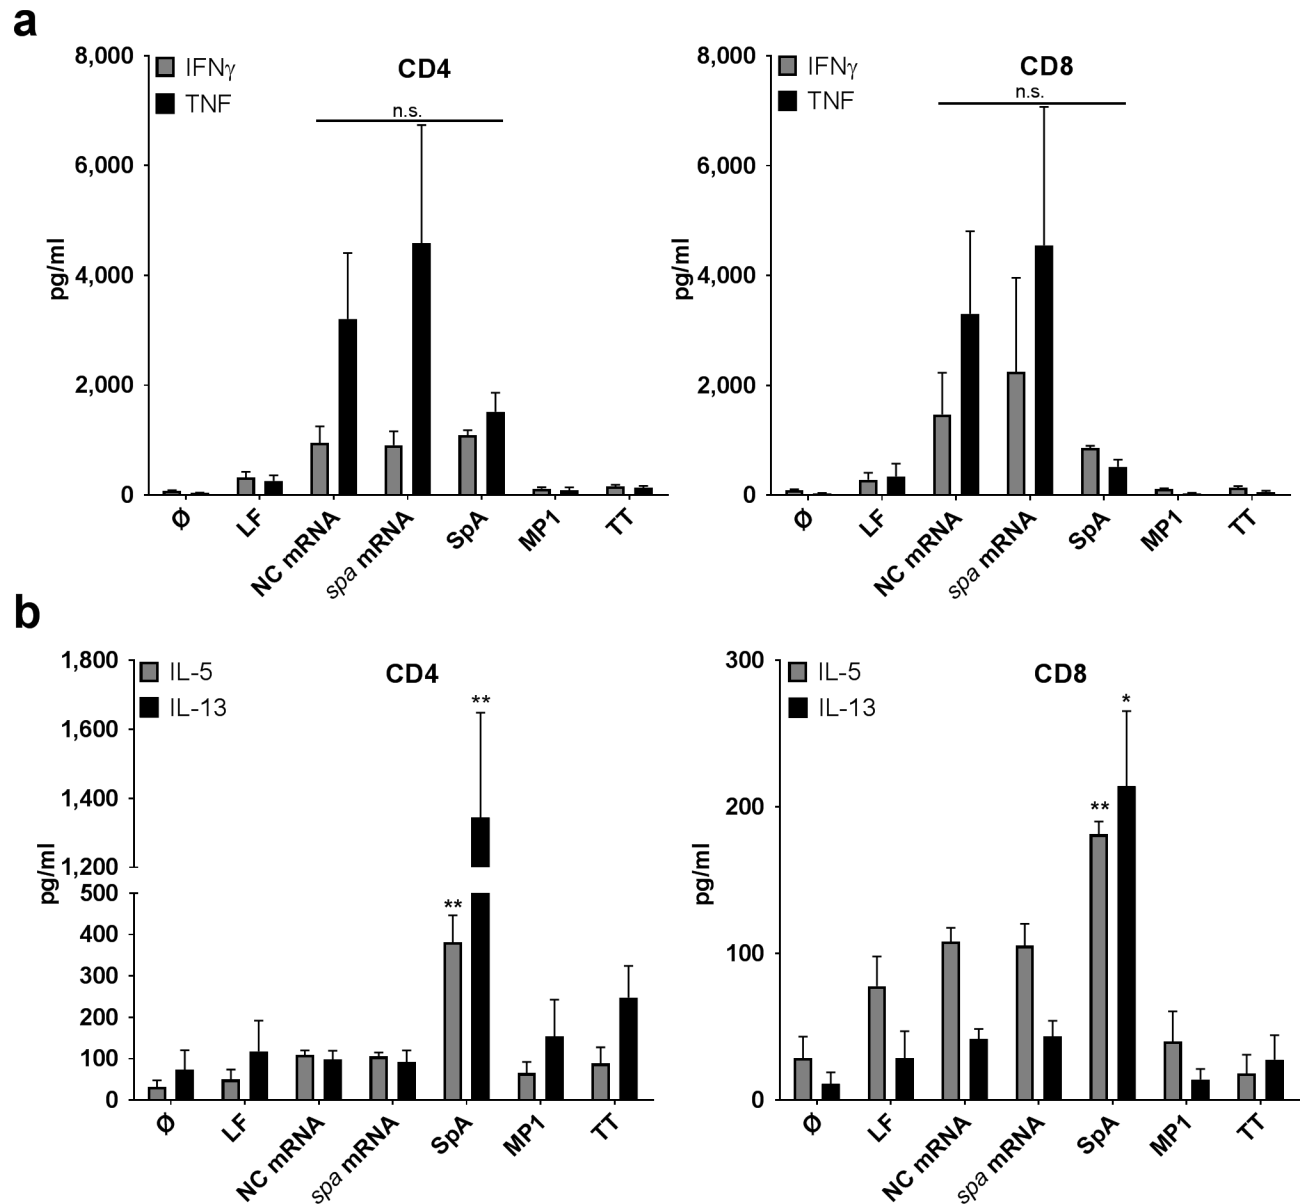 a
8,000
6,000
4,000
2,000
0
pg/ml
IFNγ
TNF
CD4
n.s.
Ø
LF
NC mRNA
spa mRNA
SpA
MP1
TT
8,000
6,000
4,000
2,000
0
pg/ml
IFNγ
TNF
CD8
n.s.
Ø
LF
NC mRNA
spa mRNA
SpA
MP1
TT
b
1,800
1,600
1,400
1,200
500
400
300
200
100
0
pg/ml
IL-5
IL-13
CD4
**
**
Ø
LF
NC mRNA
spa mRNA
SpA
MP1
TT
300
200
100
0
pg/ml
IL-5
IL-13
CD8
*
**
Ø
LF
NC mRNA
spa mRNA
SpA
MP1
TT